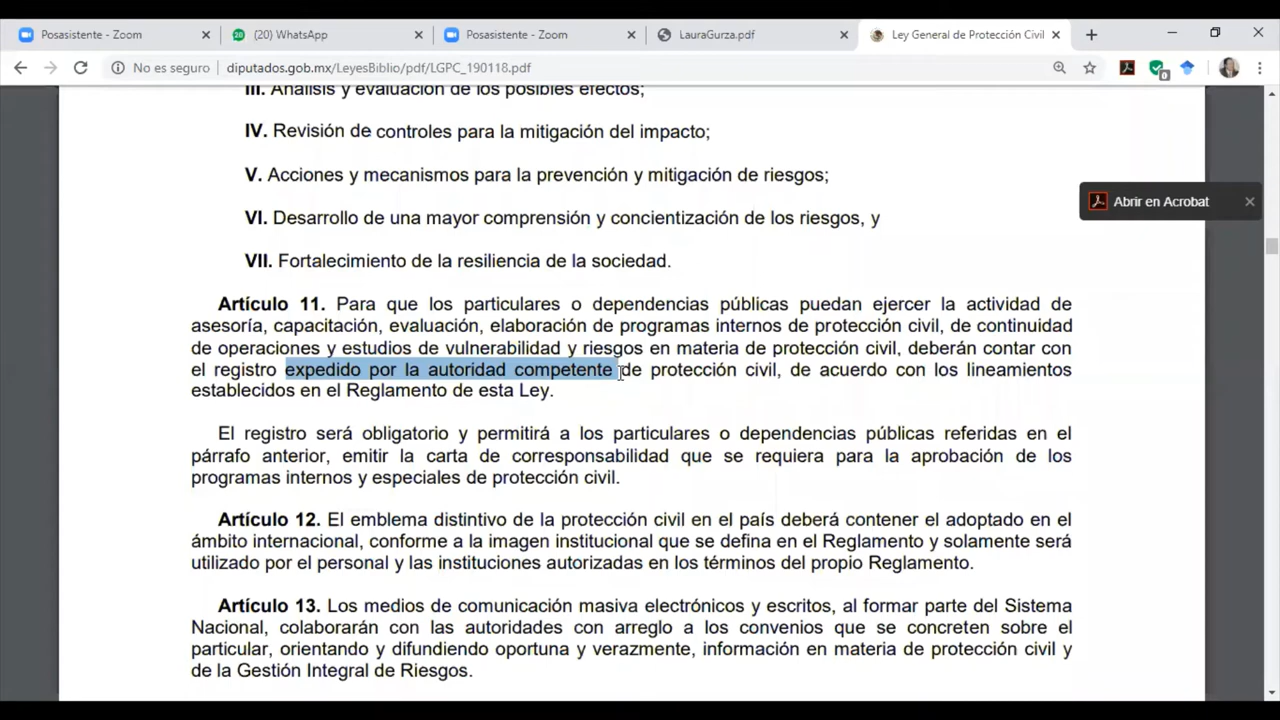 Posasistente - Zoom
20
(20) WhatsApp
Posasistente - Zoom
LauraGurza.pdf
Ley General de Protección Civil
No es seguro
deputados.gob.mx/LeyesBiblio/pdf/LGPC_190118.pdf
0
III. Análisis y evaluación de los posibles efectos;
IV. Revisión de controles para la mitigación del impacto;
V. Acciones y mecanismos para la prevención y mitigación de riesgos;
Abrir en Acrobat
VI. Desarrollo de una mayor comprensión y concientización de los riesgos, y
VII. Fortalecimiento de la resiliencia de la sociedad.
Artículo 11. Para que los particulares o dependencias públicas puedan ejercer la actividad de
asesoría, capacitación, evaluación, elaboración de programas internos de protección civil, de continuidad
de operaciones y estudios de vulnerabilidad y riesgos en materia de protección civil, deberán contar con
el registro expedido por la autoridad competente de protección civil, de acuerdo con los lineamientos
establecidos en el Reglamento de esta Ley.
El registro será obligatorio y permitirá a los particulares o dependencias públicas referidas en el
párrafo anterior, emitir la carta de corresponsabilidad que se requiera para la aprobación de los
programas internos y especiales de protección civil.
Artículo 12. El emblema distintivo de la protección civil en el país deberá contener el adoptado en el
ámbito internacional, conforme a la imagen institucional que se defina en el Reglamento y solamente será
utilizado por el personal y las instituciones autorizadas en los términos del propio Reglamento.
Artículo 13. Los medios de comunicación masiva electrónicos y escritos, al formar parte del Sistema
Nacional, colaborarán con las autoridades con arreglo a los convenios que se concreten sobre el
particular, orientando y difundiendo oportuna y verazmente, información en materia de protección civil y
de la Gestión Integral de Riesgos.